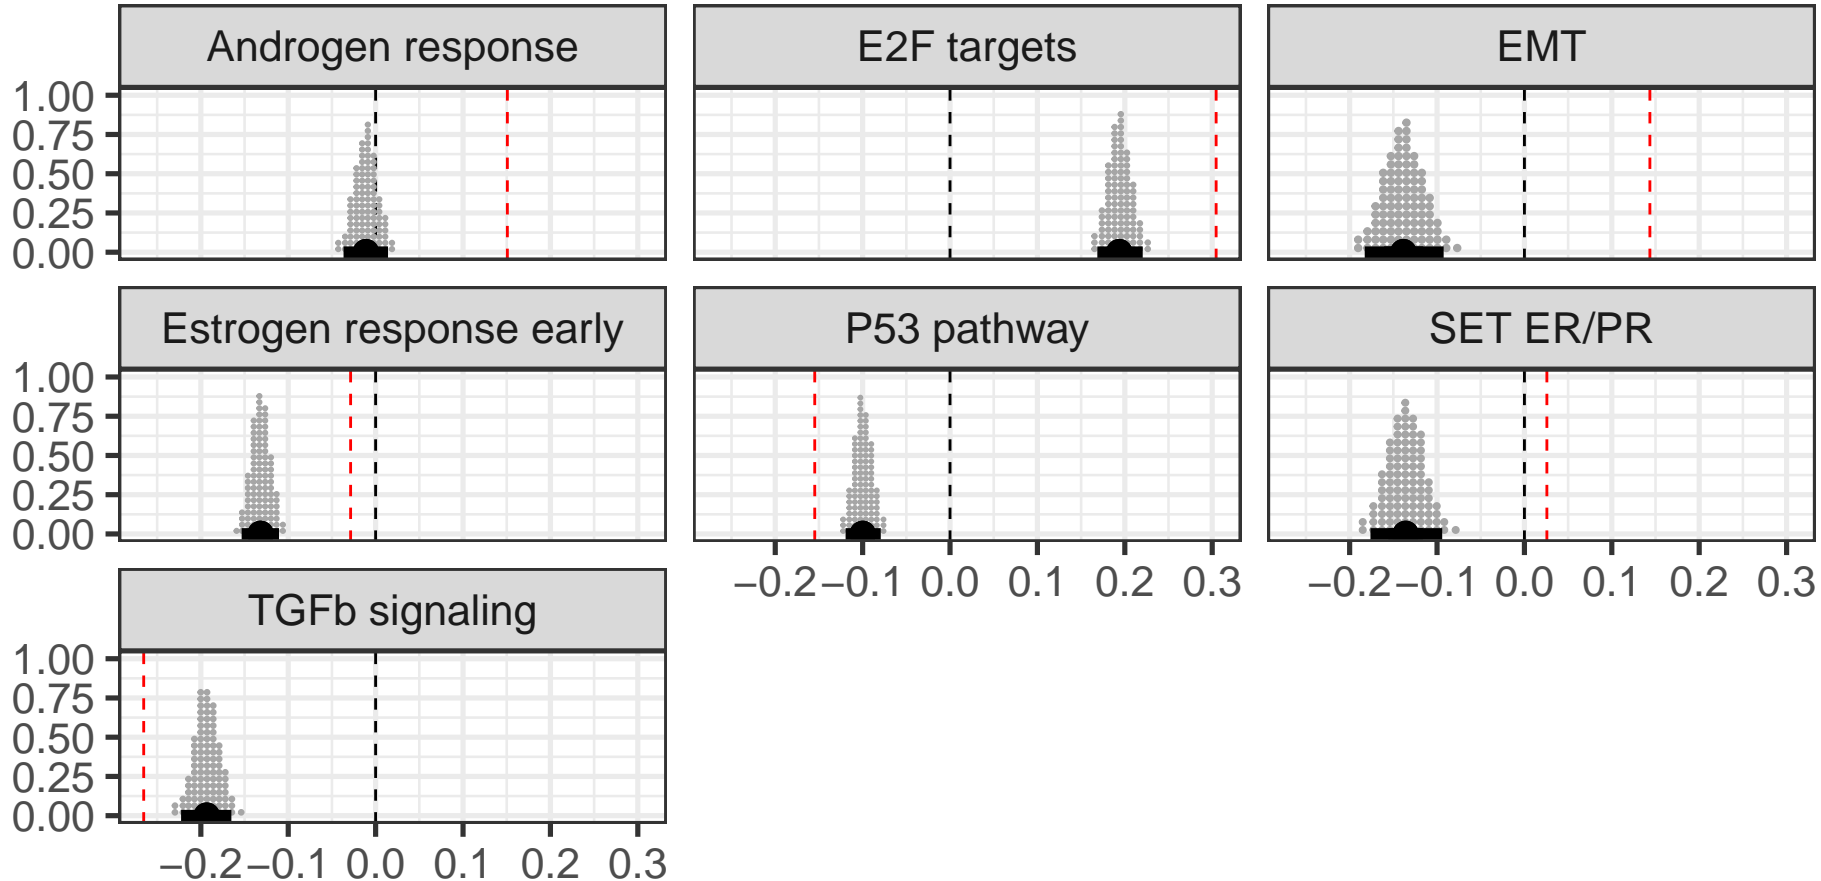 Androgen response
E2F targets
EMT
1.00
0.75
0.50
0.25
0.00
Estrogen response early
P53 pathway
SET ER/PR
1.00
0.75
0.50
0.25
0.00
−0.2 −0.1 0.0 0.1 0.2 0.3
−0.2 −0.1 0.0 0.1 0.2 0.3
TGFb signaling
1.00
0.75
0.50
0.25
0.00
−0.2 −0.1 0.0 0.1 0.2 0.3